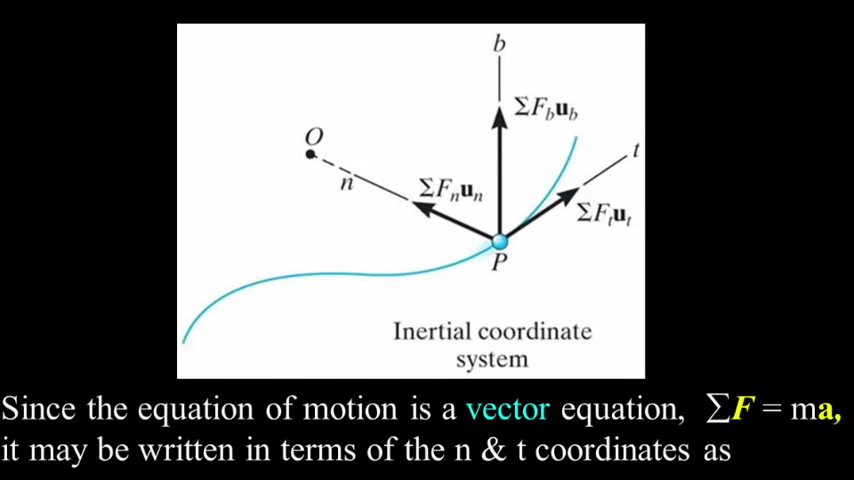 b
ΣF_b u_b
O
t
n
ΣF_n u_n
ΣF_t u_t
P
Inertial coordinate
system
Since the equation of motion is a vector equation, ∑F = ma,
it may be written in terms of the n & t coordinates as